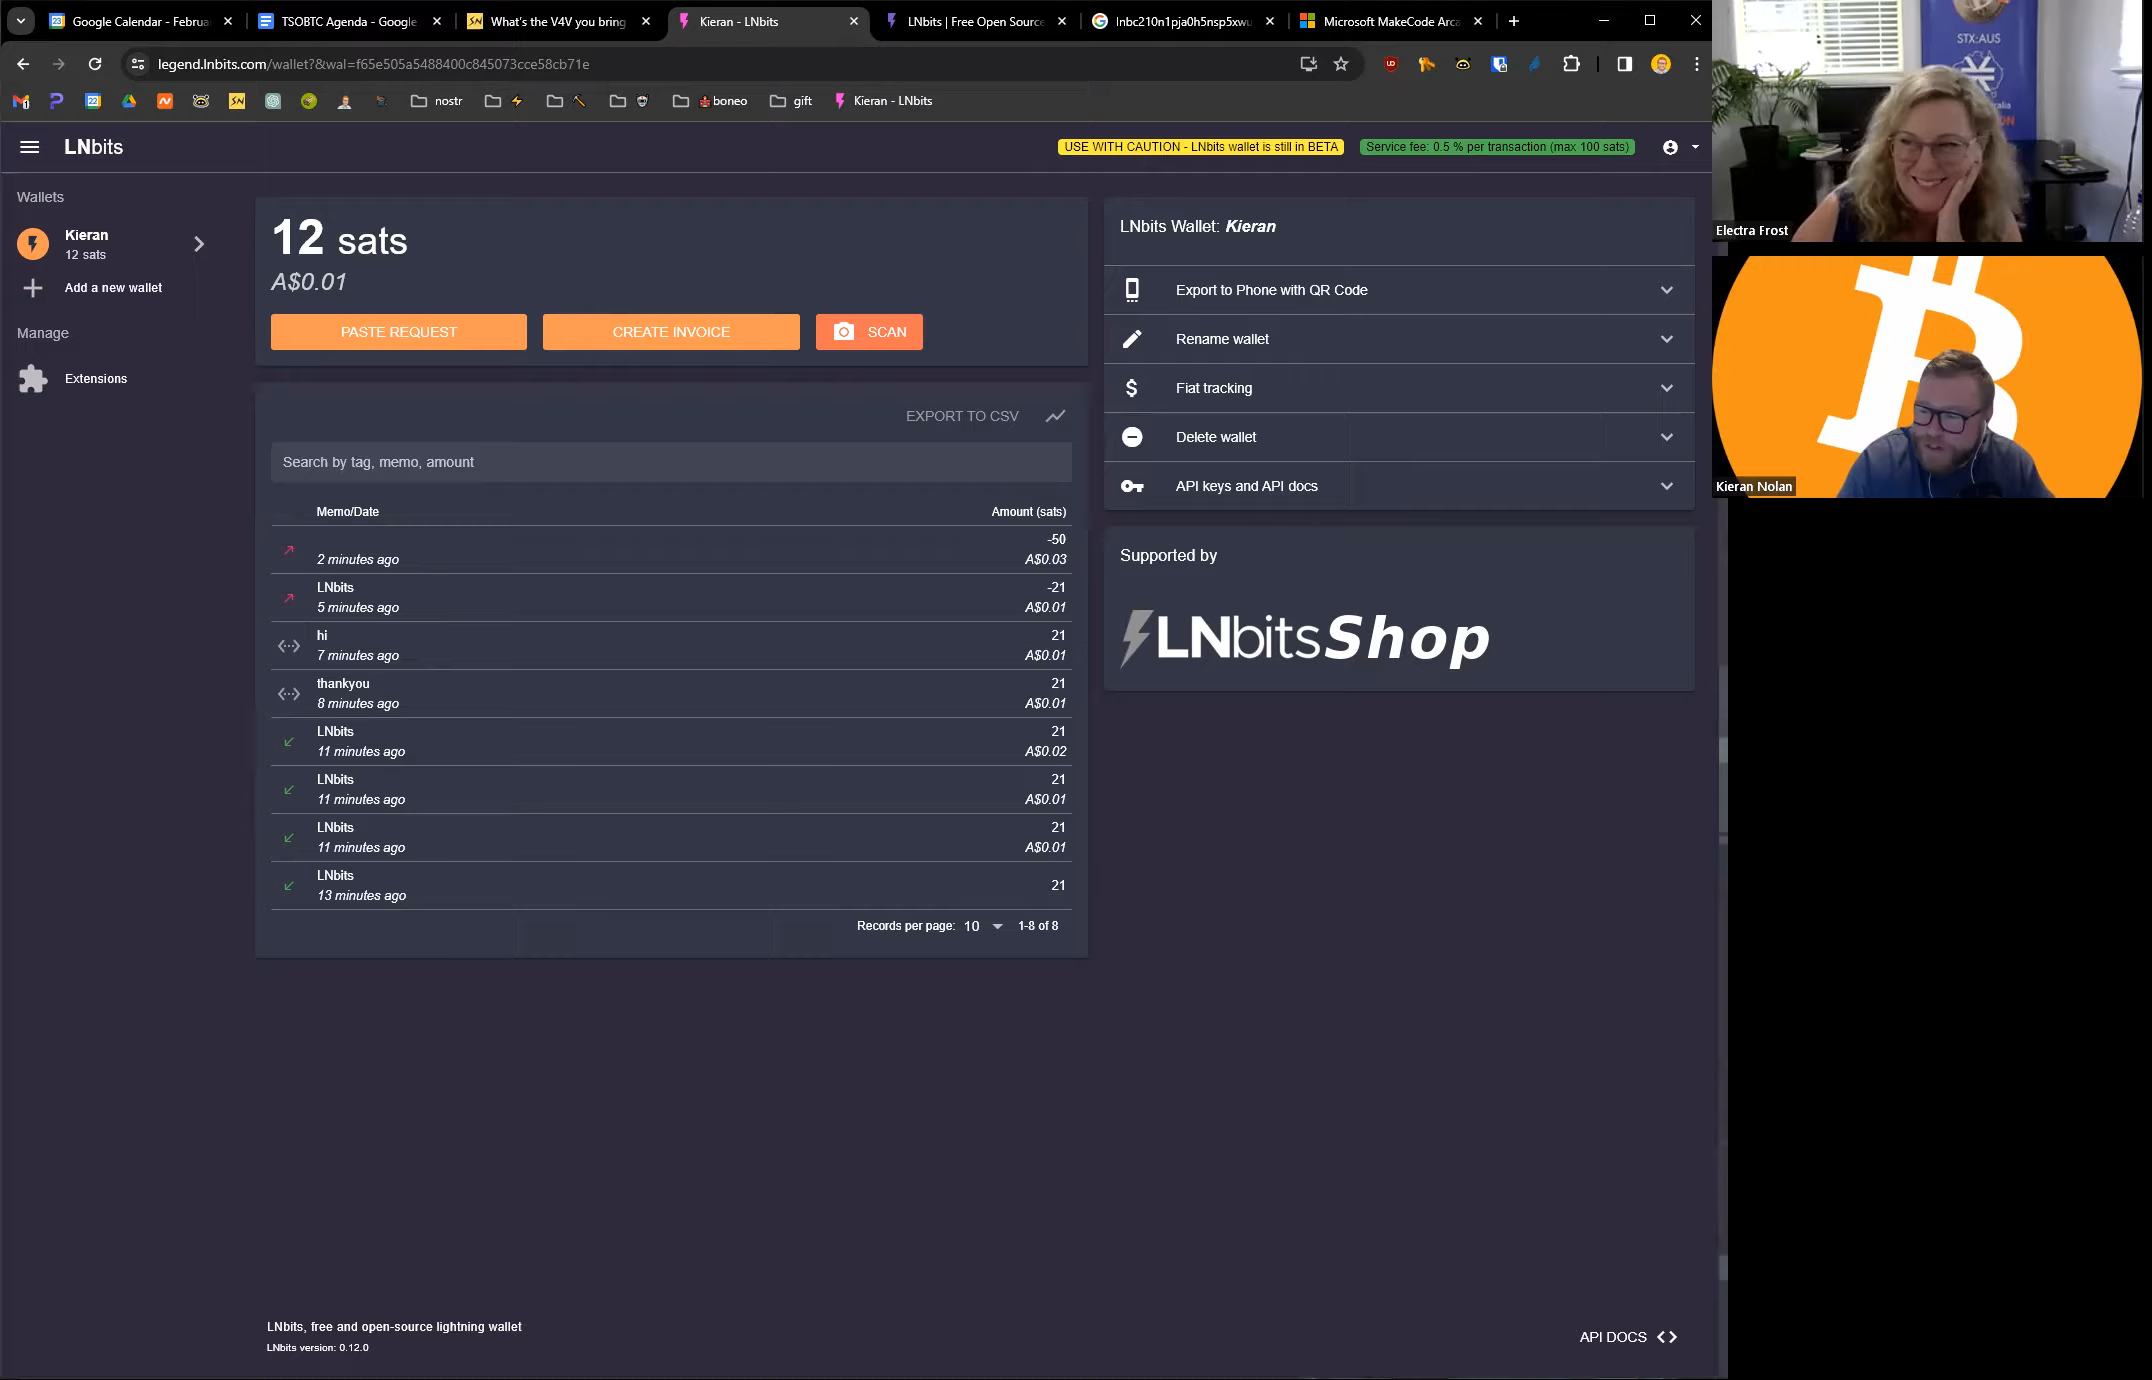 Google Calendar - Februa
TSOBTC Agenda - Google
What's the V4V you bring
Kieran - LNbits
LNbits | Free Open Source
lnbc210n1pja0h5nsp5xwu
Microsoft MakeCode Arca
legend.lnbits.com/wallet?&wal=f65e505a5488400c845073cce58cb71e
nostr
boneo
gift
Kieran - LNbits
LNbits
USE WITH CAUTION - LNbits wallet is still in BETA
Service fee: 0.5 % per transaction (max 100 sats)
Wallets
Kieran
12 sats
Add a new wallet
Manage
Extensions
12 sats
A$0.01
PASTE REQUEST
CREATE INVOICE
SCAN
EXPORT TO CSV
Search by tag, memo, amount
Memo/Date
Amount (sats)
-50
2 minutes ago
A$0.03
LNbits
-21
5 minutes ago
A$0.01
hi
21
7 minutes ago
A$0.01
thankyou
21
8 minutes ago
A$0.01
LNbits
21
11 minutes ago
A$0.02
LNbits
21
11 minutes ago
A$0.01
LNbits
21
11 minutes ago
A$0.01
LNbits
13 minutes ago
21
Records per page: 10
1-8 of 8
LNbits Wallet: Kieran
Export to Phone with QR Code
Rename wallet
Fiat tracking
Delete wallet
API keys and API docs
Supported by
LNbitsShop
LNbits, free and open-source lightning wallet
LNbits version: 0.12.0
API DOCS
STX:AUS
Electra Frost
Kieran Nolan